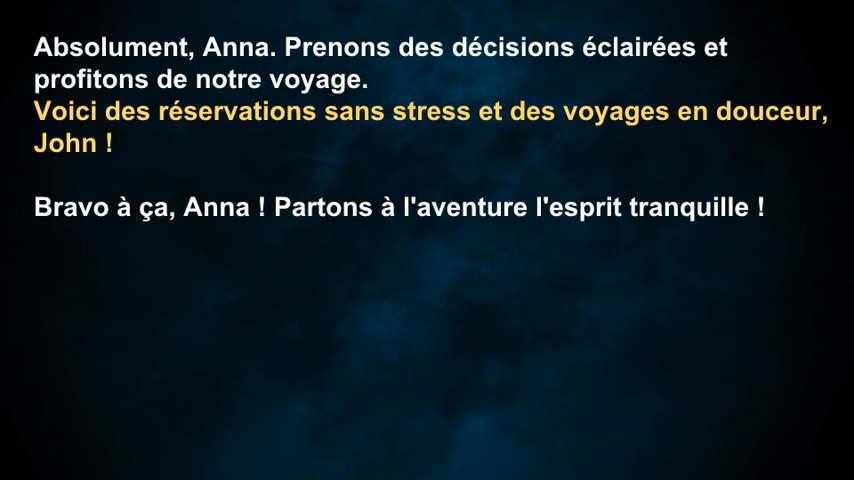 Absolument, Anna. Prenons des décisions éclairées et
profitons de notre voyage.
Voici des réservations sans stress et des voyages en douceur,
John !
Bravo à ça, Anna ! Partons à l'aventure l'esprit tranquille !